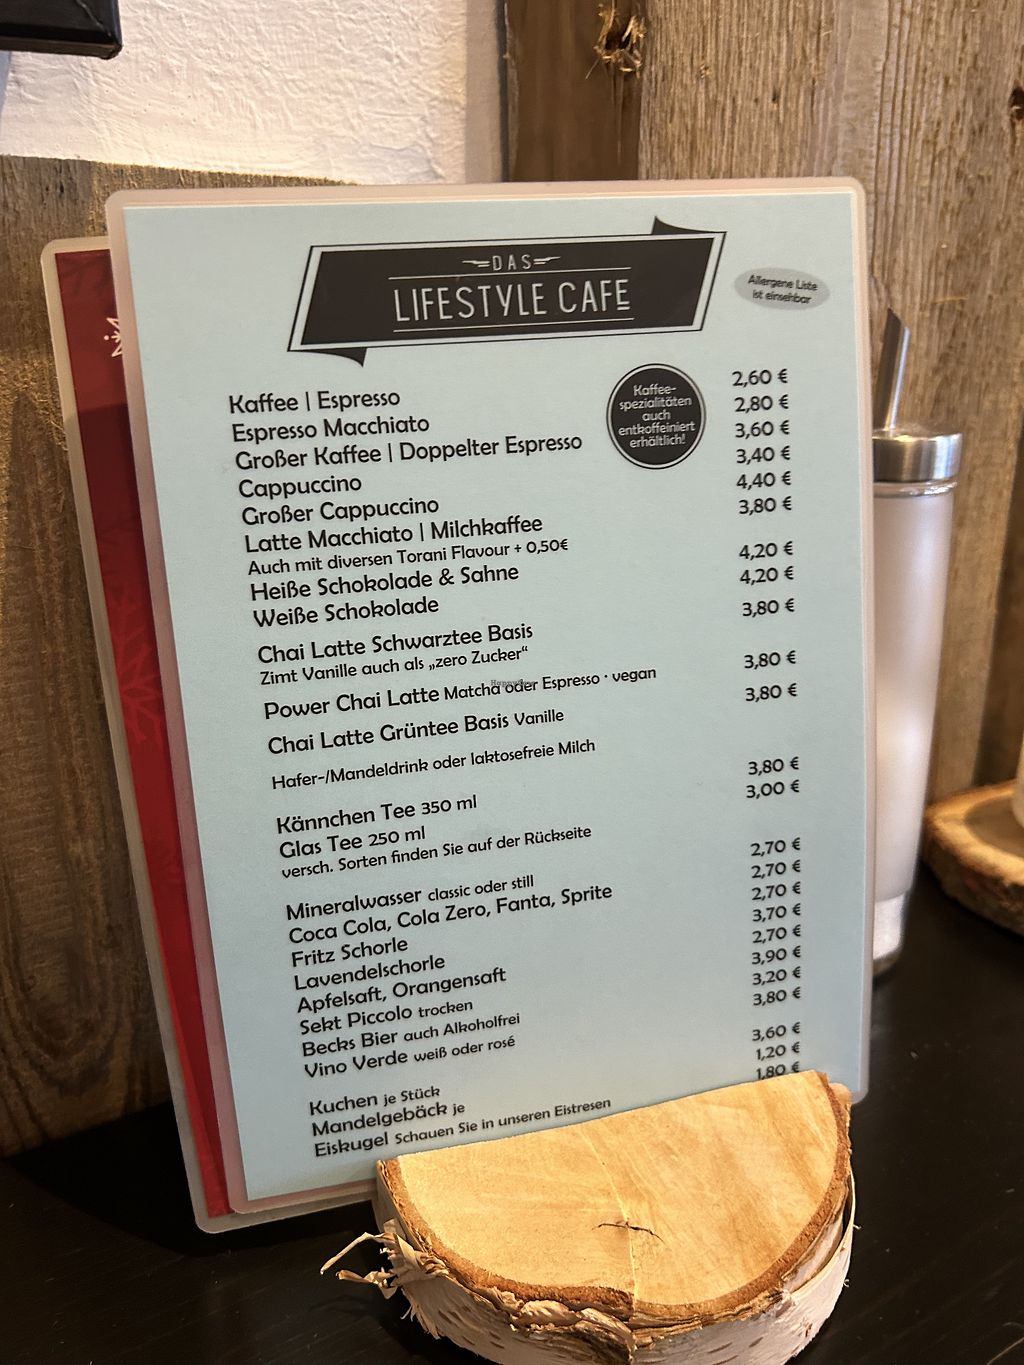 DAS
LIFESTYLE CAFE
Allergene Liste
ist einsehbar
Kaffee-
spezialitäten
auch
entkoffeiniert
erhältlich!
Kaffee | Espresso 2,60 €
Espresso Macchiato 2,80 €
Großer Kaffee | Doppelter Espresso 3,60 €
Cappuccino 3,40 €
Großer Cappuccino 4,40 €
Latte Macchiato | Milchkaffee 3,80 €
Auch mit diversen Torani Flavour + 0,50€
Heiße Schokolade & Sahne 4,20 €
Weiße Schokolade 4,20 €
Chai Latte Schwarztee Basis 3,80 €
Zimt Vanille auch als „zero Zucker“
Power Chai Latte Matcha oder Espresso · vegan 3,80 €
Chai Latte Grüntee Basis Vanille 3,80 €
Hafer-/Mandeldrink oder laktosefreie Milch
Kännchen Tee 350 ml 3,80 €
Glas Tee 250 ml 3,00 €
versch. Sorten finden Sie auf der Rückseite
Mineralwasser classic oder still 2,70 €
Coca Cola, Cola Zero, Fanta, Sprite 2,70 €
Fritz Schorle 2,70 €
Lavendelschorle 3,70 €
Apfelsaft, Orangensaft 2,70 €
Sekt Piccolo trocken 3,90 €
Becks Bier auch Alkoholfrei 3,20 €
Vino Verde weiß oder rosé 3,80 €
Kuchen je Stück 3,60 €
Mandelgebäck je 1,20 €
Eiskugel Schauen Sie in unseren Eistresen 1,80 €